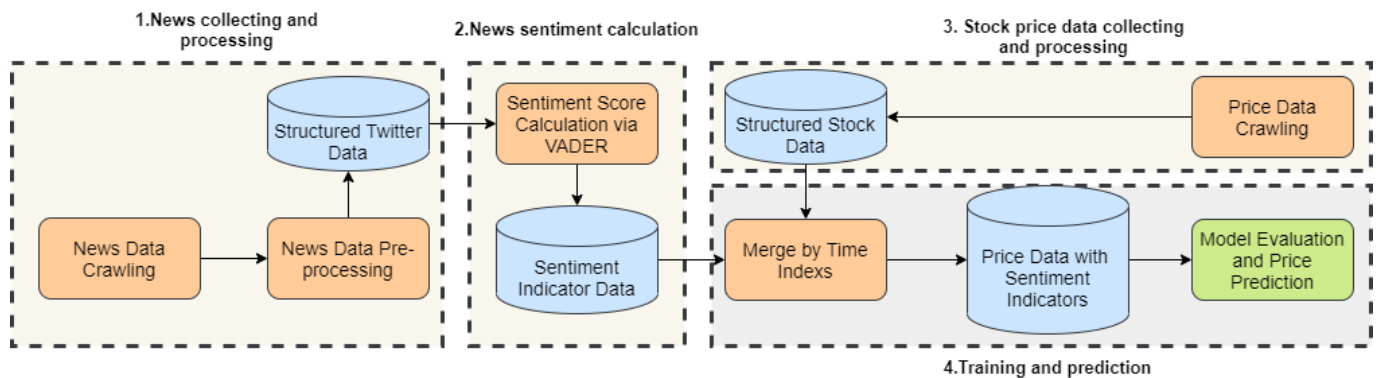 1.News collecting and
processing
2.News sentiment calculation
3. Stock price data collecting
and processing
Structured Twitter
Data
Sentiment Score
Calculation via
VADER
Structured Stock
Data
Price Data
Crawling
News Data
Crawling
News Data Pre-
processing
Sentiment
Indicator Data
Merge by Time
Indexs
Price Data with
Sentiment
Indicators
Model Evaluation
and Price
Prediction
4.Training and prediction